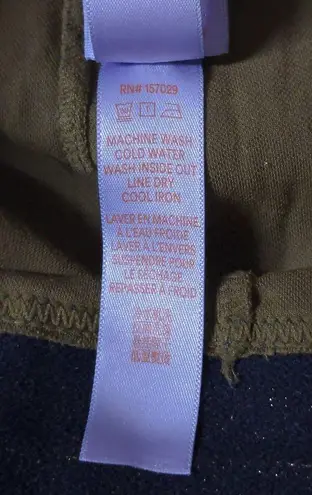 RN# 157029
MACHINE WASH
COLD WATER
WASH INSIDE OUT
LINE DRY
COOL IRON
LAVER EN MACHINE
À L'EAU FROIDE
LAVER À L'ENVERS
SUSPENDRE POUR
LE SÉCHAGE
REPASSER À FROID